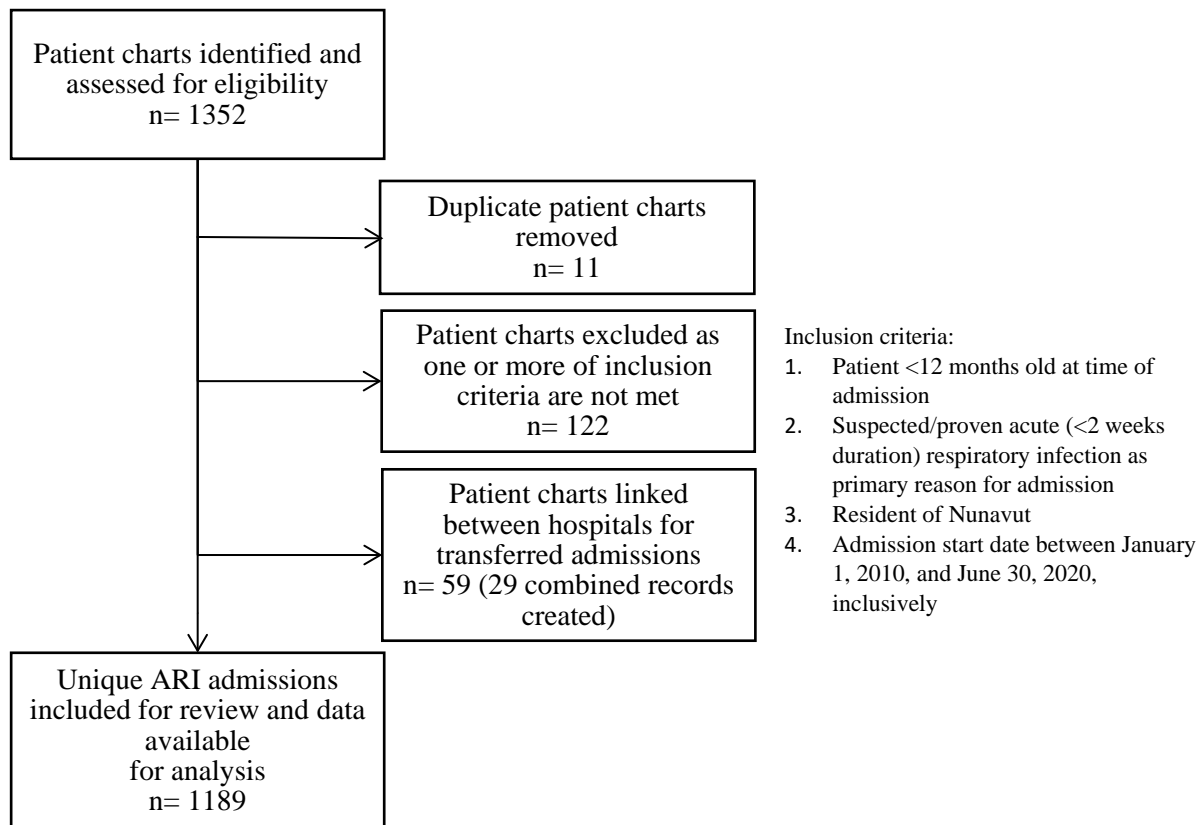 Patient charts identified and
assessed for eligibility
n= 1352
Duplicate patient charts
removed
n= 11
Patient charts excluded as
one or more of inclusion
criteria are not met
n= 122
Patient charts linked
between hospitals for
transferred admissions
n= 59 (29 combined records
created)
Inclusion criteria:
1. Patient <12 months old at time of
admission
2. Suspected/proven acute (<2 weeks
duration) respiratory infection as
primary reason for admission
3. Resident of Nunavut
4. Admission start date between January
1, 2010, and June 30, 2020,
inclusively
Unique ARI admissions
included for review and data
available
for analysis
n= 1189